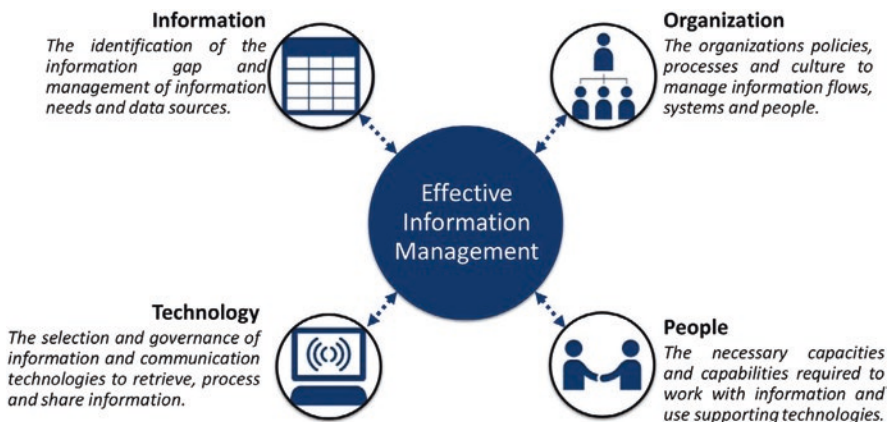 Information
The identification of the
information gap and
management of information
needs and data sources.
Organization
The organizations policies,
processes and culture to
manage information flows,
systems and people.
Effective
Information
Management
Technology
The selection and governance of
information and communication
technologies to retrieve, process
and share information.
People
The necessary capacities
and capabilities required to
work with information and
use supporting technologies.